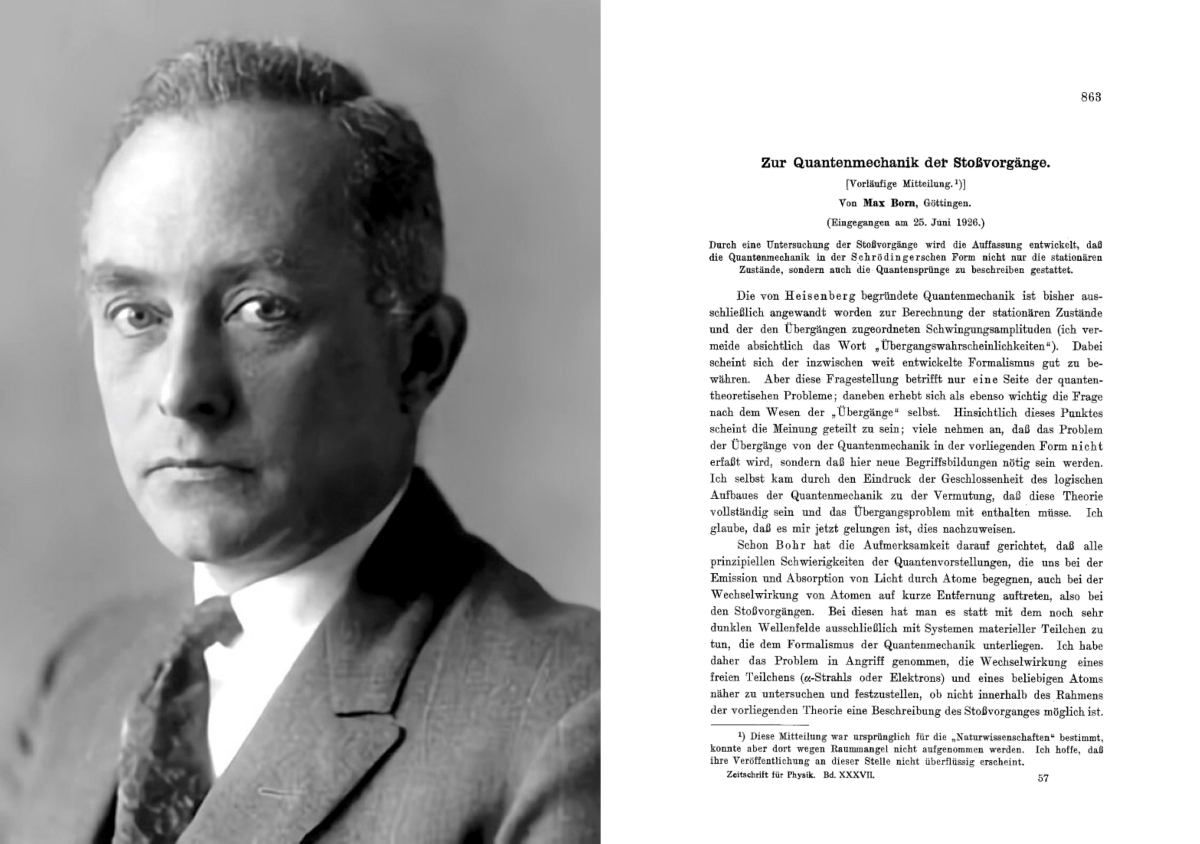 863
Zur Quantenmechanik der Stoßvorgänge.
[Vorläufige Mitteilung.¹)]
Von Max Born, Göttingen.
(Eingegangen am 25. Juni 1926.)
Durch eine Untersuchung der Stoßvorgänge wird die Auffassung entwickelt, daß
die Quantenmechanik in der Schrödingerschen Form nicht nur die stationären
Zustände, sondern auch die Quantensprünge zu beschreiben gestattet.
Die von Heisenberg begründete Quantenmechanik ist bisher aus-
schließlich angewandt worden zur Berechnung der stationären Zustände
und der den Übergängen zugeordneten Schwingungsamplituden (ich ver-
meide absichtlich das Wort „Übergangswahrscheinlichkeiten“). Dabei
scheint sich der inzwischen weit entwickelte Formalismus gut zu be-
währen. Aber diese Fragestellung betrifft nur eine Seite der quanten-
theoretischen Probleme; daneben erhebt sich als ebenso wichtig die Frage
nach dem Wesen der „Übergänge“ selbst. Hinsichtlich dieses Punktes
scheint die Meinung geteilt zu sein; viele nehmen an, daß das Problem
der Übergänge von der Quantenmechanik in der vorliegenden Form nicht
erfaßt wird, sondern daß hier neue Begriffsbildungen nötig sein werden.
Ich selbst kam durch den Eindruck der Geschlossenheit des logischen
Aufbaues der Quantenmechanik zu der Vermutung, daß diese Theorie
vollständig sein und das Übergangsproblem mit enthalten müsse. Ich
glaube, daß es mir jetzt gelungen ist, dies nachzuweisen.
Schon Bohr hat die Aufmerksamkeit darauf gerichtet, daß alle
prinzipiellen Schwierigkeiten der Quantenvorstellungen, die uns bei der
Emission und Absorption von Licht durch Atome begegnen, auch bei der
Wechselwirkung von Atomen auf kurze Entfernung auftreten, also bei
den Stoßvorgängen. Bei diesen hat man es statt mit dem noch sehr
dunklen Wellenfelde ausschließlich mit Systemen materieller Teilchen zu
tun, die dem Formalismus der Quantenmechanik unterliegen. Ich habe
daher das Problem in Angriff genommen, die Wechselwirkung eines
freien Teilchens (α-Strahls oder Elektrons) und eines beliebigen Atoms
näher zu untersuchen und festzustellen, ob nicht innerhalb des Rahmens
der vorliegenden Theorie eine Beschreibung des Stoßvorganges möglich ist.
¹) Diese Mitteilung war ursprünglich für die „Naturwissenschaften“ bestimmt,
konnte aber dort wegen Raummangel nicht aufgenommen werden. Ich hoffe, daß
ihre Veröffentlichung an dieser Stelle nicht überflüssig erscheint.
Zeitschrift für Physik. Bd. XXXVII.
57